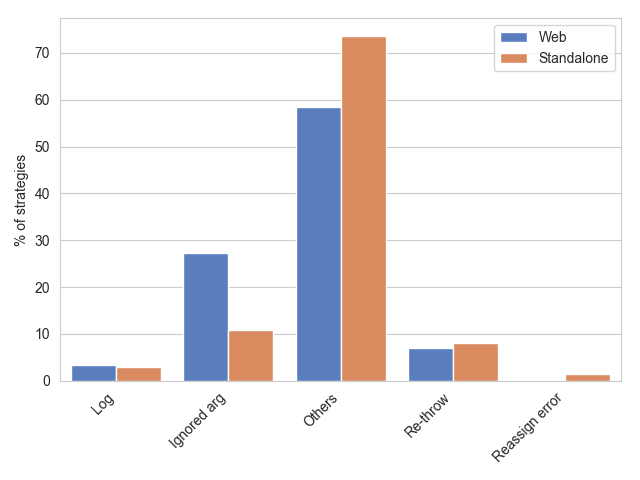 Web
Standalone
% of strategies
70
60
50
40
30
20
10
0
Log
Ignored arg
Others
Re-throw
Reassign error